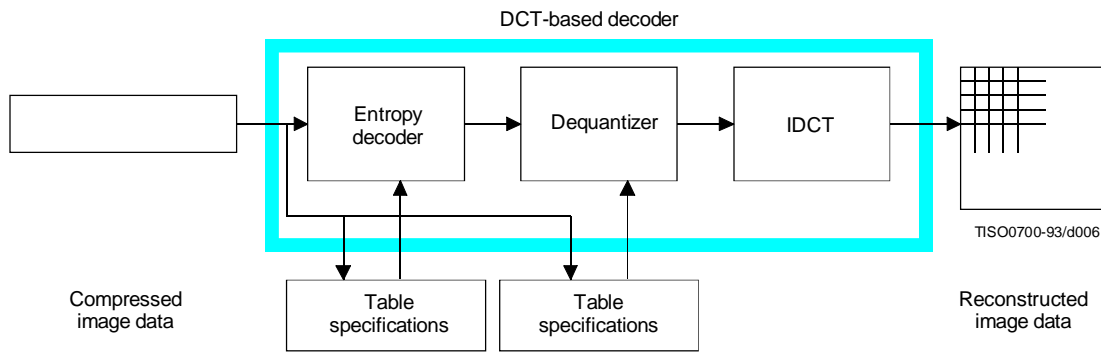 DCT-based decoder
Entropy
decoder
Dequantizer
IDCT
TISO0700-93/d006
Compressed
image data
Table
specifications
Table
specifications
Reconstructed
image data